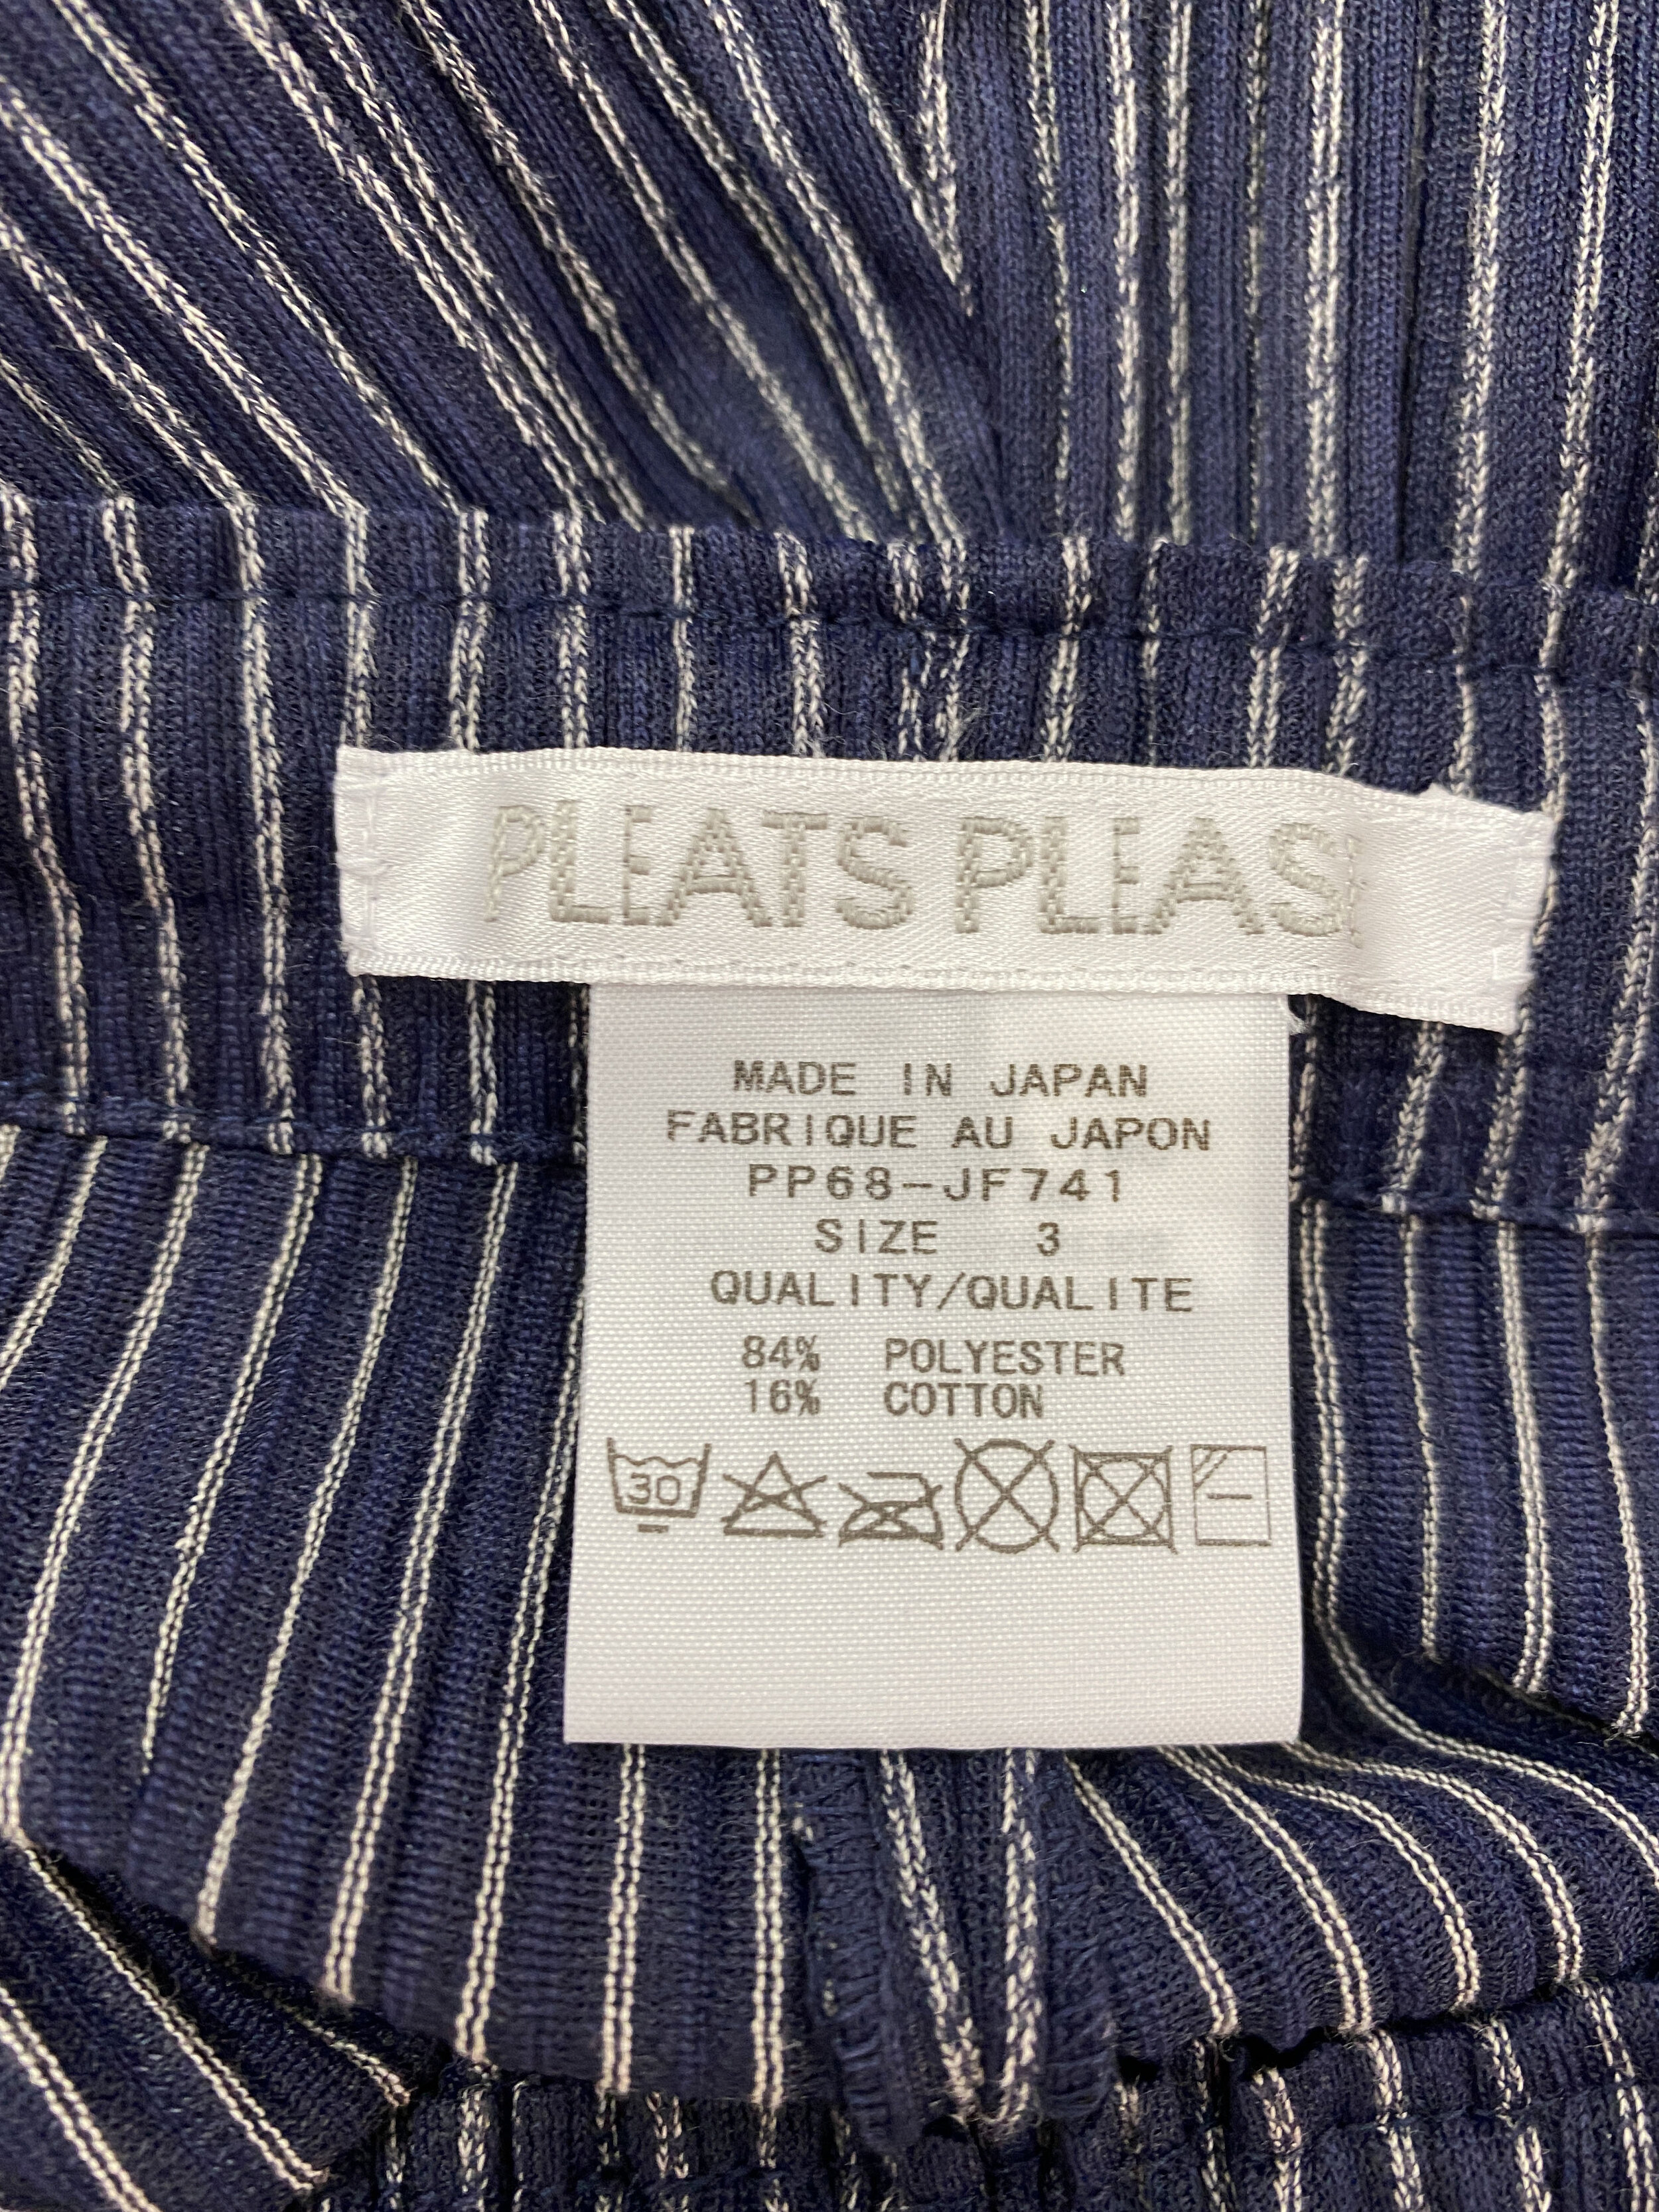 PLEATS PLEASE
MADE IN JAPAN
FABRIQUE AU JAPON
PP68-JF741
SIZE 3
QUALITY/QUALITE
84% POLYESTER
16% COTTON
30